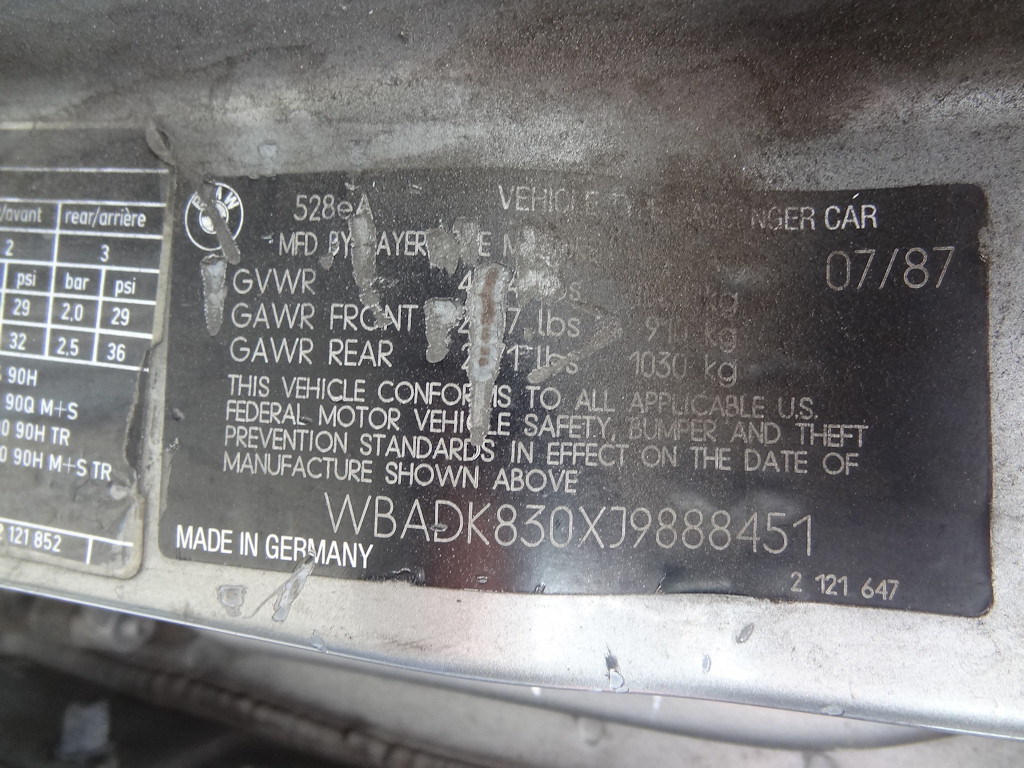 /avant rear/arrière
2 3
psi bar psi
29 2,0 29
32 2,5 36
90H
90Q M+S
90H TR
90H M+S TR
2 121 852
528eA VEHICLE CAR
MFD BY
07/87
GVWR lbs kg
GAWR FRONT lbs kg
GAWR REAR lbs 1030 kg
THIS VEHICLE CONFORMS TO ALL APPLICABLE U.S.
FEDERAL MOTOR VEHICLE SAFETY, BUMPER AND THEFT
PREVENTION STANDARDS IN EFFECT ON THE DATE OF
MANUFACTURE SHOWN ABOVE
WBADK830XJ9888451
MADE IN GERMANY
2 121 647